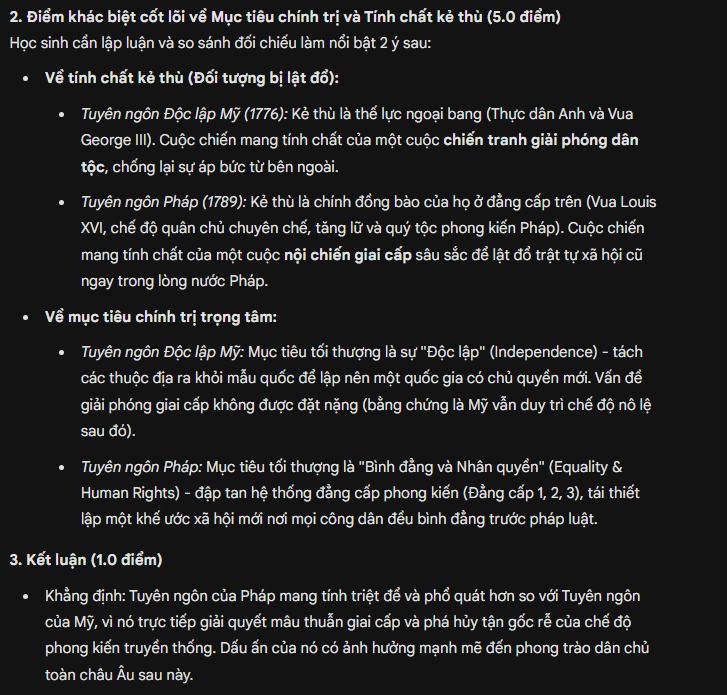 2. Điểm khác biệt cốt lõi về Mục tiêu chính trị và Tính chất kẻ thù (5.0 điểm)
Học sinh cần lập luận và so sánh đối chiếu làm nổi bật 2 ý sau:
• Về tính chất kẻ thù (Đối tượng bị lật đổ):
• Tuyên ngôn Độc lập Mỹ (1776): Kẻ thù là thế lực ngoại bang (Thực dân Anh và Vua
George III). Cuộc chiến mang tính chất của một cuộc chiến tranh giải phóng dân
tộc, chống lại sự áp bức từ bên ngoài.
• Tuyên ngôn Pháp (1789): Kẻ thù là chính đồng bào của họ ở đẳng cấp trên (Vua Louis
XVI, chế độ quân chủ chuyên chế, tăng lữ và quý tộc phong kiến Pháp). Cuộc chiến
mang tính chất của một cuộc nội chiến giai cấp sâu sắc để lật đổ trật tự xã hội cũ
ngay trong lòng nước Pháp.
• Về mục tiêu chính trị trọng tâm:
• Tuyên ngôn Độc lập Mỹ: Mục tiêu tối thượng là sự "Độc lập" (Independence) - tách
các thuộc địa ra khỏi mẫu quốc để lập nên một quốc gia có chủ quyền mới. Vấn đề
giải phóng giai cấp không được đặt nặng (bằng chứng là Mỹ vẫn duy trì chế độ nô lệ
sau đó).
• Tuyên ngôn Pháp: Mục tiêu tối thượng là "Bình đẳng và Nhân quyền" (Equality &
Human Rights) - đập tan hệ thống đẳng cấp phong kiến (Đẳng cấp 1, 2, 3), tái thiết
lập một khế ước xã hội mới nơi mọi công dân đều bình đẳng trước pháp luật.
3. Kết luận (1.0 điểm)
• Khẳng định: Tuyên ngôn của Pháp mang tính triệt để và phổ quát hơn so với Tuyên ngôn
của Mỹ, vì nó trực tiếp giải quyết mâu thuẫn giai cấp và phá hủy tận gốc rễ của chế độ
phong kiến truyền thống. Dấu ấn của nó có ảnh hưởng mạnh mẽ đến phong trào dân chủ
toàn châu Âu sau này.